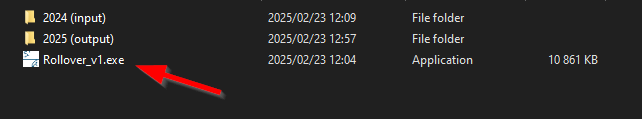 2024 (input) 2025/02/23 12:09 File folder
2025 (output) 2025/02/23 12:57 File folder
Rollover_v1.exe 2025/02/23 12:04 Application 10 861 KB